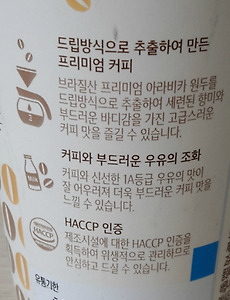 드립방식으로 추출하여 만든
프리미엄 커피
브라질산 프리미엄 아라비카 원두를
드립방식으로 추출하여 세련된 향미와
부드러운 바디감을 가진 고급스러운
커피 맛을 즐길 수 있습니다.
커피와 부드러운 우유의 조화
커피와 신선한 1A등급 우유의 맛이
잘 어우러져 더욱 부드러운 커피 맛을
느낄 수 있습니다.
HACCP 인증
제조시설에 대한 HACCP 인증을
획득하여 위생적으로 관리하므로
안심하고 드실 수 있습니다.
유통기한